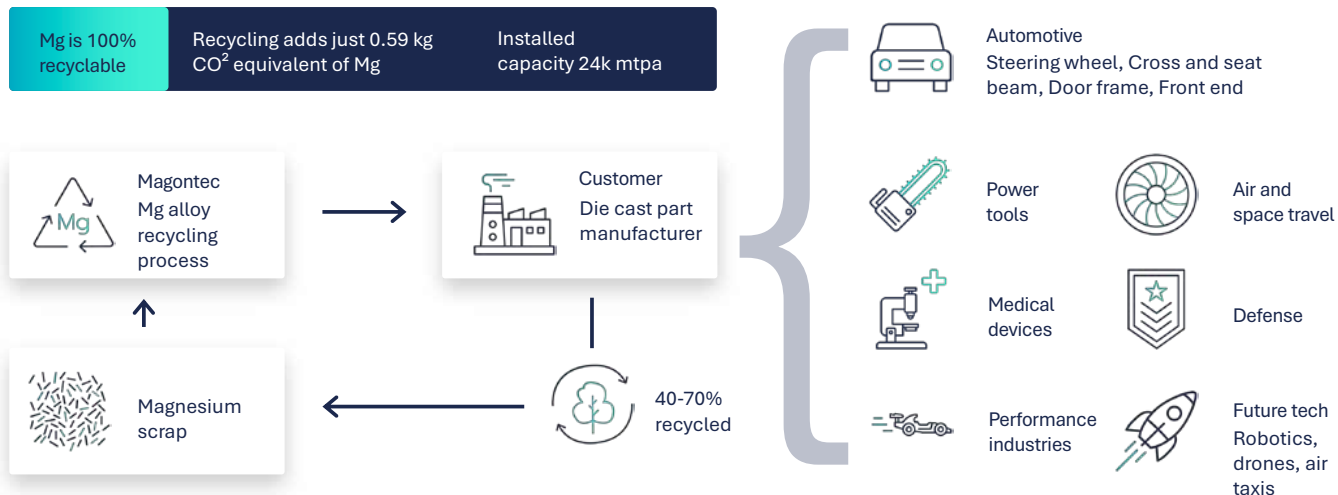 Mg is 100%
recyclable
Recycling adds just 0.59 kg
CO² equivalent of Mg
Installed
capacity 24k mtpa
Mg
Magontec
Mg alloy
recycling
process
Customer
Die cast part
manufacturer
Magnesium
scrap
40-70%
recycled
Automotive
Steering wheel, Cross and seat
beam, Door frame, Front end
Power
tools
Air and
space travel
Medical
devices
Defense
Performance
industries
Future tech
Robotics,
drones, air
taxis